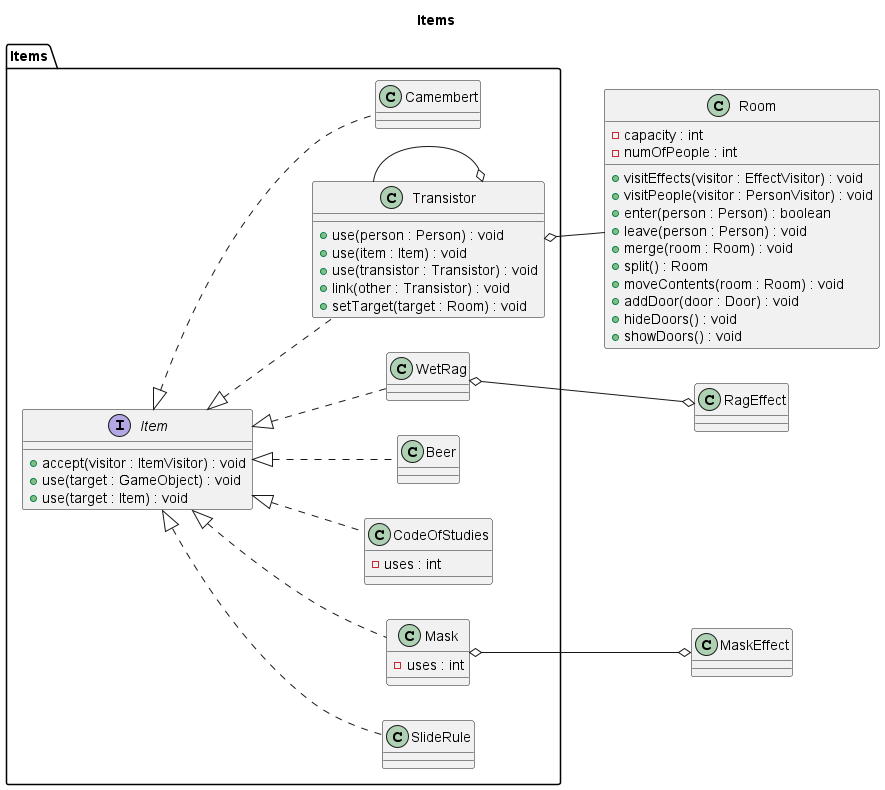 Items
Items
C Camembert
C Transistor
use(person : Person) : void
use(item : Item) : void
use(transistor : Transistor) : void
link(other : Transistor) : void
setTarget(target : Room) : void
C Room
capacity : int
numOfPeople : int
visitEffects(visitor : EffectVisitor) : void
visitPeople(visitor : PersonVisitor) : void
enter(person : Person) : boolean
leave(person : Person) : void
merge(room : Room) : void
split() : Room
moveContents(room : Room) : void
addDoor(door : Door) : void
hideDoors() : void
showDoors() : void
C WetRag
C RagEffect
I Item
accept(visitor : ItemVisitor) : void
use(target : GameObject) : void
use(target : Item) : void
C Beer
C CodeOfStudies
uses : int
C Mask
uses : int
C MaskEffect
C SlideRule